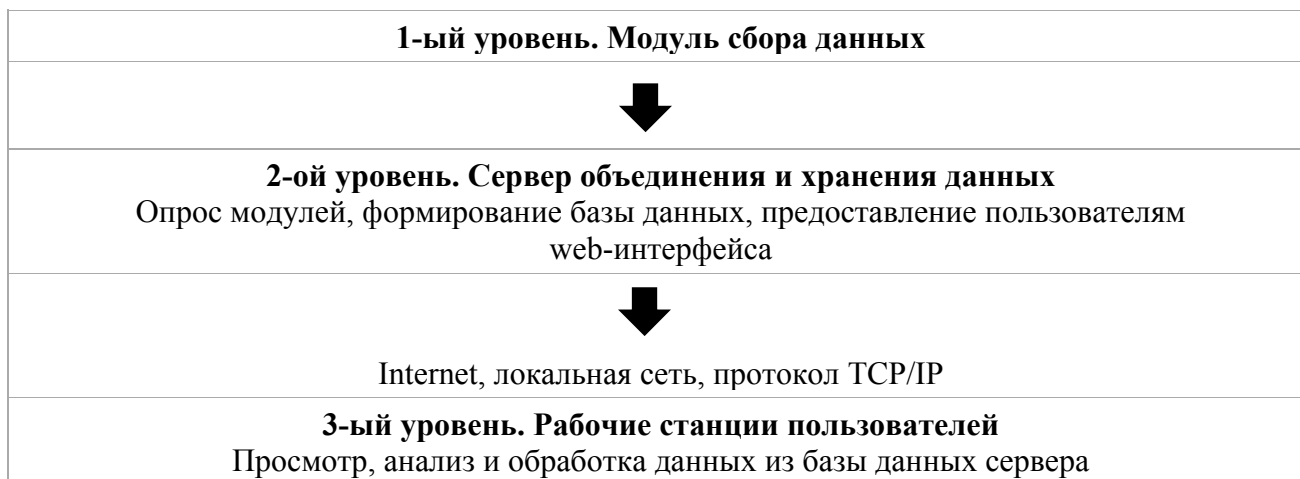 1-ый уровень. Модуль сбора данных
2-ой уровень. Сервер объединения и хранения данных
Опрос модулей, формирование базы данных, предоставление пользователям
web-интерфейса
Internet, локальная сеть, протокол TCP/IP
3-ый уровень. Рабочие станции пользователей
Просмотр, анализ и обработка данных из базы данных сервера